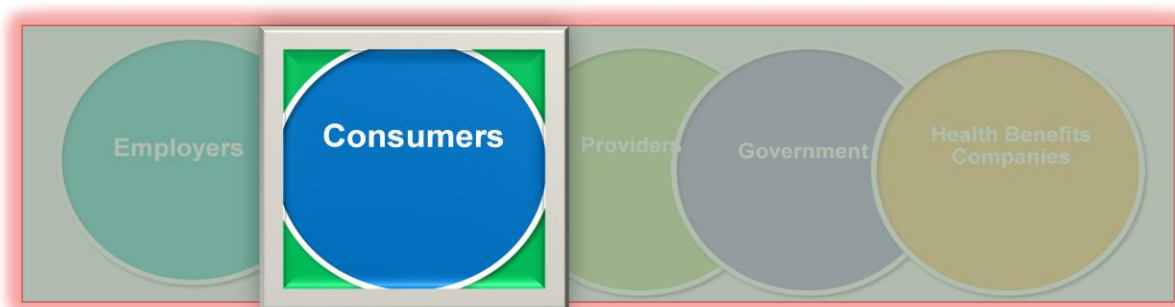 Employers
Consumers
Providers
Government
Health Benefits
Companies